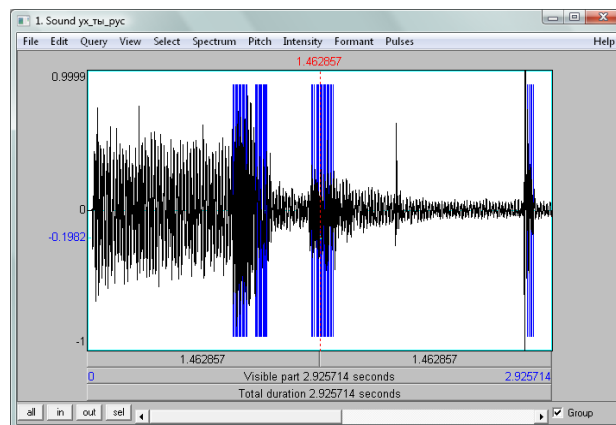 1. Sound ух_ты_рус
File Edit Query View Select Spectrum Pitch Intensity Formant Pulses Help
1.462857
0.9999
0
-0.1982
-1
1.462857 1.462857
0 Visible part 2.925714 seconds 2.925714
Total duration 2.925714 seconds
all in out sel Group